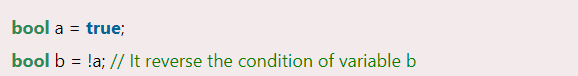 bool a = true;
bool b = !a; // It reverse the condition of variable b